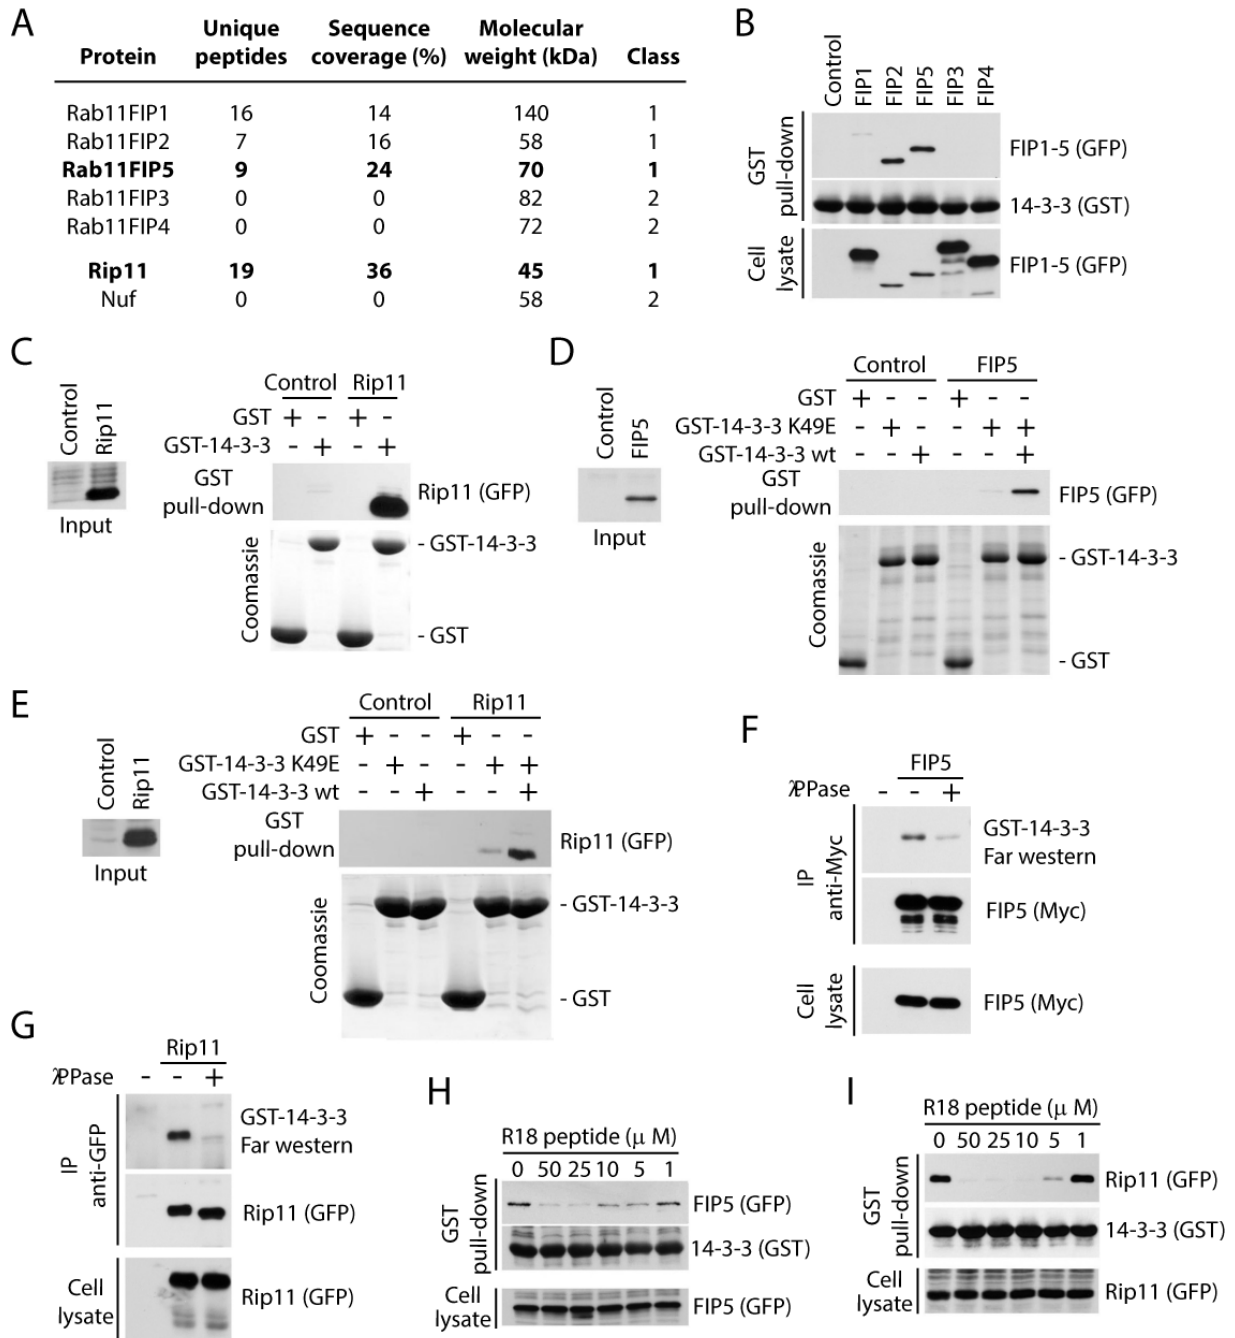 A
Protein Unique peptides Sequence coverage (%) Molecular weight (kDa) Class
Rab11FIP1 16 14 140 1
Rab11FIP2 7 16 58 1
Rab11FIP5 9 24 70 1
Rab11FIP3 0 0 82 2
Rab11FIP4 0 0 72 2
Rip11 19 36 45 1
Nuf 0 0 58 2
B
Control FIP1 FIP2 FIP5 FIP3 FIP4
GST pull-down
FIP1-5 (GFP)
14-3-3 (GST)
Cell lysate
FIP1-5 (GFP)
C
Control Rip11
Input
Control Rip11
GST + - + -
GST-14-3-3 - + - +
GST pull-down
Rip11 (GFP)
Coomassie
- GST-14-3-3
- GST
D
Control FIP5
Input
Control FIP5
GST + - - + - -
GST-14-3-3 K49E - + - - + +
GST-14-3-3 wt - - + - - +
GST pull-down
FIP5 (GFP)
Coomassie
- GST-14-3-3
- GST
E
Control Rip11
Input
Control Rip11
GST + - - + - -
GST-14-3-3 K49E - + - - + +
GST-14-3-3 wt - - + - - +
GST pull-down
Rip11 (GFP)
Coomassie
- GST-14-3-3
- GST
F
FIP5
λPPase - - +
IP anti-Myc
GST-14-3-3
Far western
FIP5 (Myc)
Cell lysate
FIP5 (Myc)
G
Rip11
λPPase - - +
IP anti-GFP
GST-14-3-3
Far western
Rip11 (GFP)
Cell lysate
Rip11 (GFP)
H
R18 peptide (μ M)
0 50 25 10 5 1
GST pull-down
FIP5 (GFP)
14-3-3 (GST)
Cell lysate
FIP5 (GFP)
I
R18 peptide (μ M)
0 50 25 10 5 1
GST pull-down
Rip11 (GFP)
14-3-3 (GST)
Cell lysate
Rip11 (GFP)